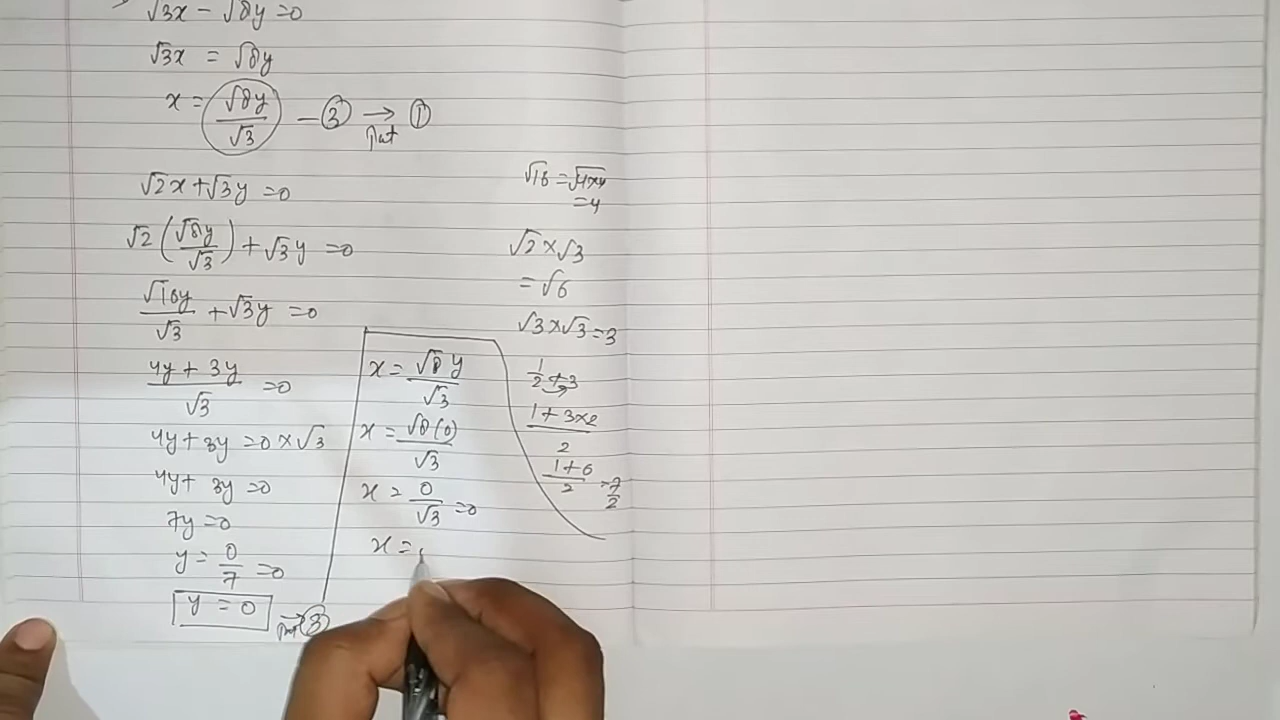 √3x - √8y = 0
√3x = √8y
x = √8y/√3 - ③ → put ①
√2x + √3y = 0
√2(√8y/√3) + √3y = 0
√16y/√3 + √3y = 0
4y + 3y/√3 = 0
4y + 3y = 0 × √3
4y + 3y = 0
7y = 0
y = 0/7 = 0
y = 0 → put ③
x = √8 y/√3
x = √8(0)/√3
x = 0/√3 = 0
x =
√16 = √4×4
= 4
√2 × √3
= √6
√3 × √3 = 3
1/2 + 3
1 + 3×2/2
1+6/2 = 7/2